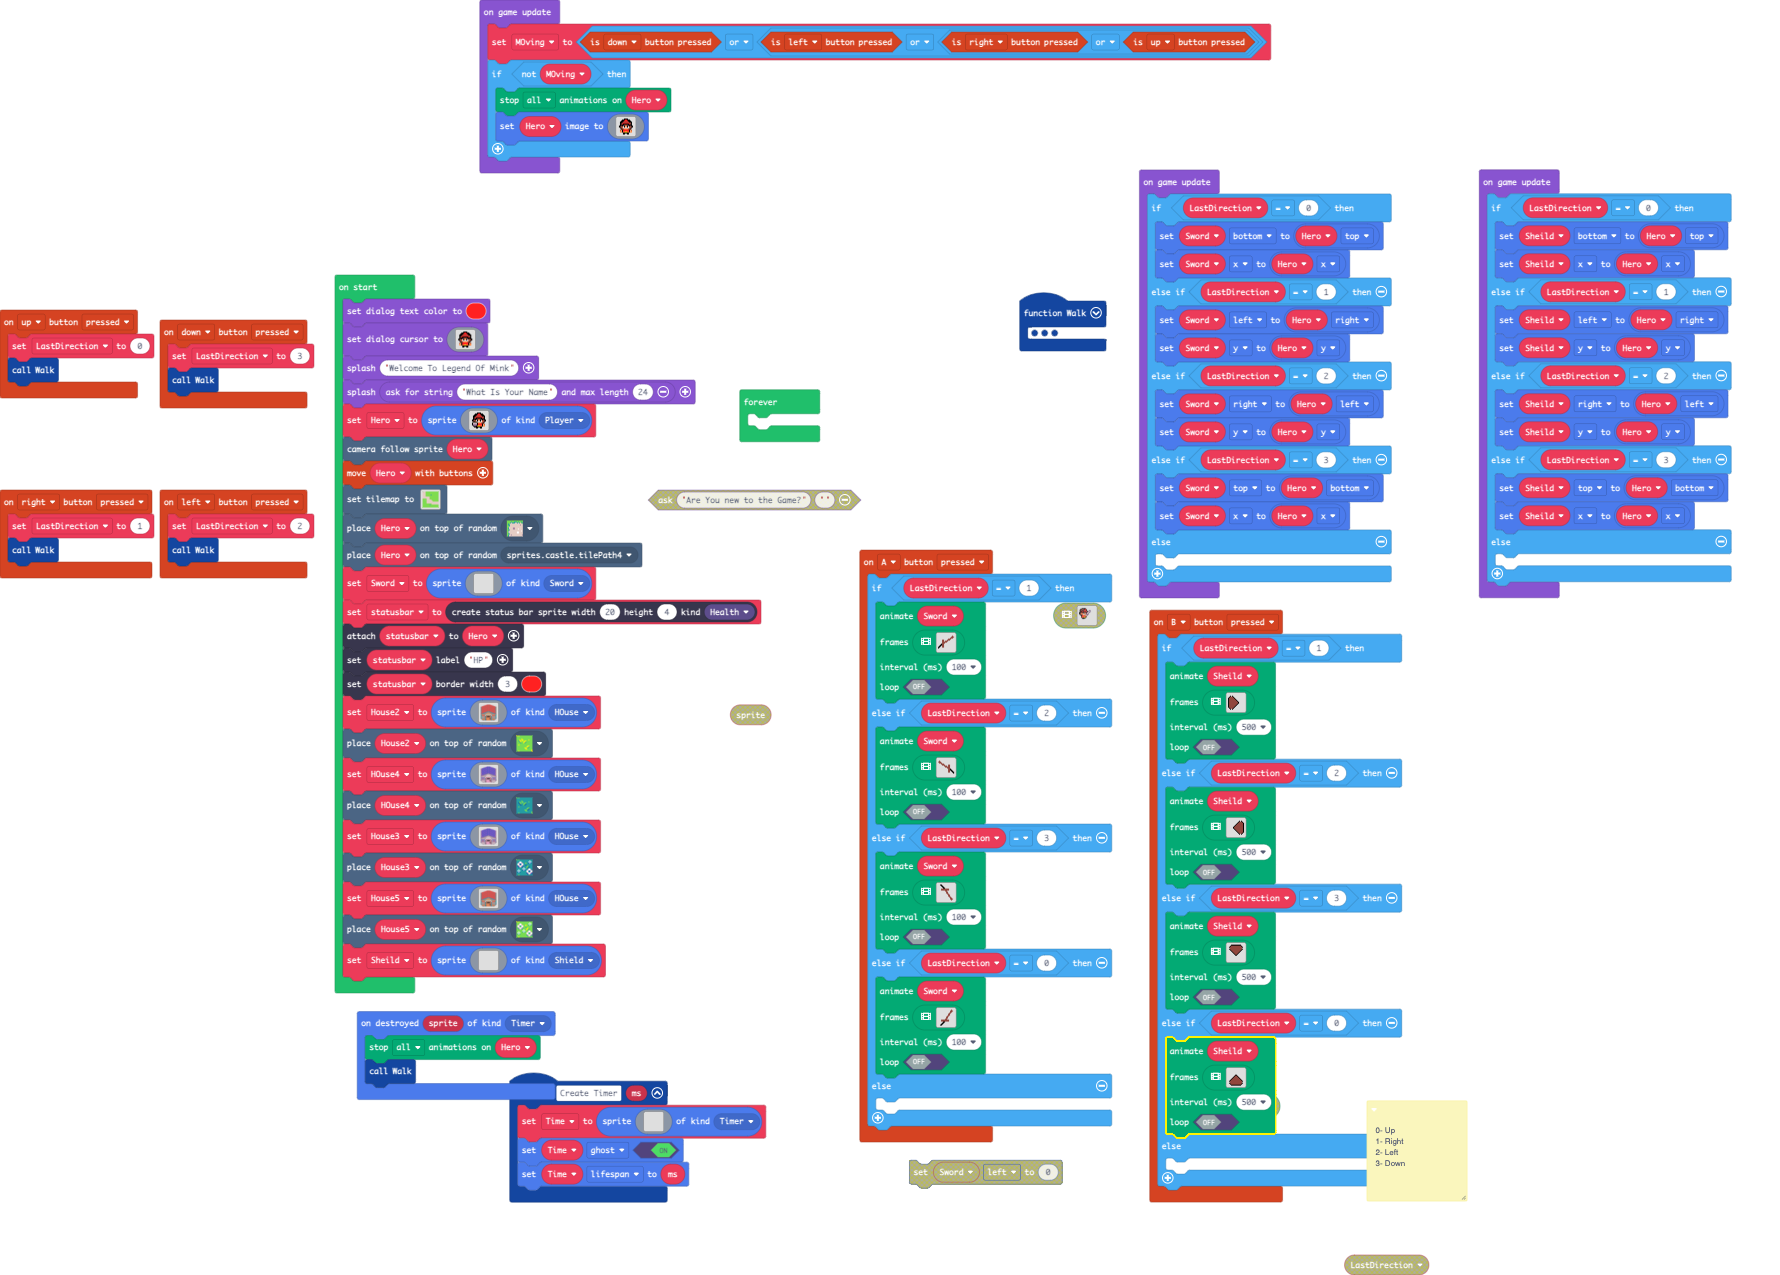 on game update
set MOving to is down button pressed or is left button pressed or is right button pressed or is up button pressed
if not MOving then
stop all animations on Hero
set Hero image to
on up button pressed
set LastDirection to 0
call Walk
on down button pressed
set LastDirection to 3
call Walk
on right button pressed
set LastDirection to 1
call Walk
on left button pressed
set LastDirection to 2
call Walk
on start
set dialog text color to
set dialog cursor to
splash "Welcome To Legend Of Mink"
splash ask for string "What Is Your Name" and max length 24
set Hero to sprite of kind Player
camera follow sprite Hero
move Hero with buttons
set tilemap to
place Hero on top of random
place Hero on top of random sprites.castle.tilePath4
set Sword to sprite of kind Sword
set statusbar to create status bar sprite width 20 height 4 kind Health
attach statusbar to Hero
set statusbar label "HP"
set statusbar border width 3
set House2 to sprite of kind HOuse
place House2 on top of random
set HOuse4 to sprite of kind HOuse
place HOuse4 on top of random
set House3 to sprite of kind HOuse
place House3 on top of random
set House5 to sprite of kind HOuse
place House5 on top of random
set Sheild to sprite of kind Shield
on destroyed sprite of kind Timer
stop all animations on Hero
call Walk
Create Timer ms
set Time to sprite of kind Timer
set Time ghost ON
set Time lifespan to ms
forever
ask "Are You new to the Game?" ""
sprite
function Walk
on A button pressed
if LastDirection = 1 then
animate Sword
frames
interval (ms) 100
loop OFF
else if LastDirection = 2 then
animate Sword
frames
interval (ms) 100
loop OFF
else if LastDirection = 3 then
animate Sword
frames
interval (ms) 100
loop OFF
else if LastDirection = 0 then
animate Sword
frames
interval (ms) 100
loop OFF
else
set Sword left to 0
on game update
if LastDirection = 0 then
set Sword bottom to Hero top
set Sword x to Hero x
else if LastDirection = 1 then
set Sword left to Hero right
set Sword y to Hero y
else if LastDirection = 2 then
set Sword right to Hero left
set Sword y to Hero y
else if LastDirection = 3 then
set Sword top to Hero bottom
set Sword x to Hero x
else
on game update
if LastDirection = 0 then
set Sheild bottom to Hero top
set Sheild x to Hero x
else if LastDirection = 1 then
set Sheild left to Hero right
set Sheild y to Hero y
else if LastDirection = 2 then
set Sheild right to Hero left
set Sheild y to Hero y
else if LastDirection = 3 then
set Sheild top to Hero bottom
set Sheild x to Hero x
else
on B button pressed
if LastDirection = 1 then
animate Sheild
frames
interval (ms) 500
loop OFF
else if LastDirection = 2 then
animate Sheild
frames
interval (ms) 500
loop OFF
else if LastDirection = 3 then
animate Sheild
frames
interval (ms) 500
loop OFF
else if LastDirection = 0 then
animate Sheild
frames
interval (ms) 500
loop OFF
else
0- Up
1- Right
2- Left
3- Down
LastDirection